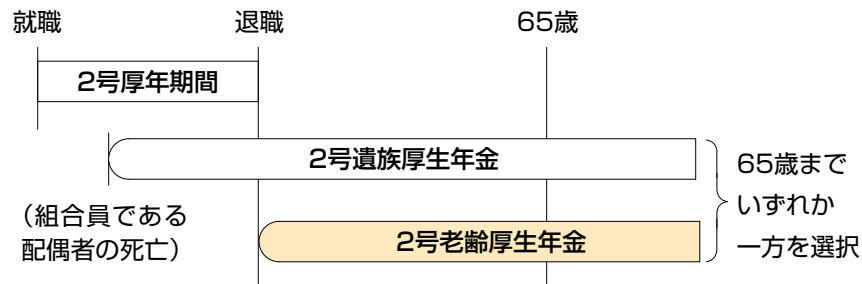 就職
退職
65歳
2号厚年期間
2号遺族厚生年金
(組合員である
配偶者の死亡)
2号老齢厚生年金
65歳まで
いずれか
一方を選択